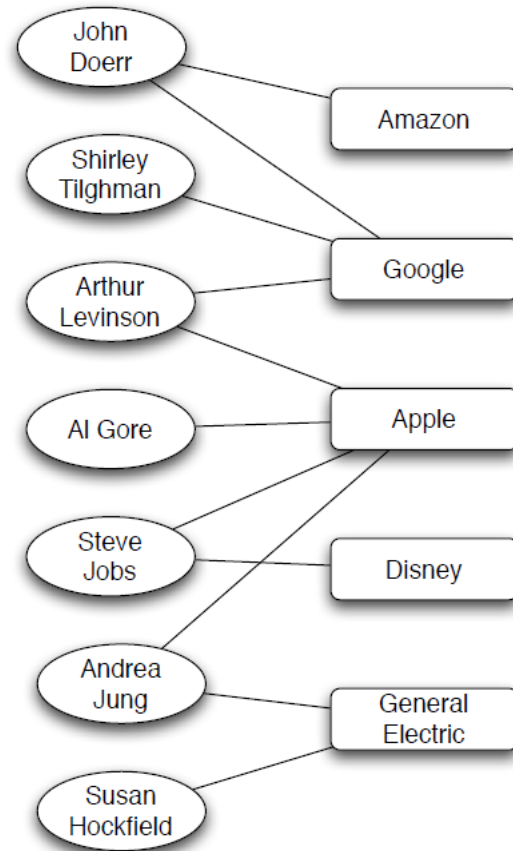 John
Doerr
Amazon
Shirley
Tilghman
Google
Arthur
Levinson
Apple
Al Gore
Steve
Jobs
Disney
Andrea
Jung
General
Electric
Susan
Hockfield